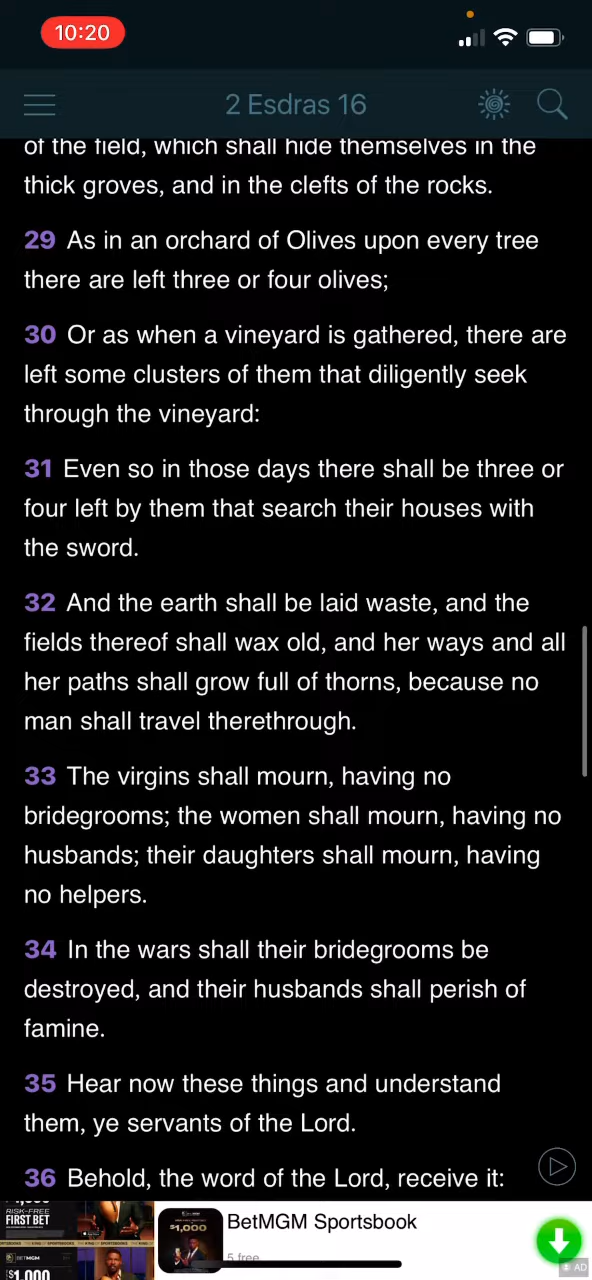 10:20
2 Esdras 16
of the field, which shall hide themselves in the
thick groves, and in the clefts of the rocks.
29 As in an orchard of Olives upon every tree
there are left three or four olives;
30 Or as when a vineyard is gathered, there are
left some clusters of them that diligently seek
through the vineyard:
31 Even so in those days there shall be three or
four left by them that search their houses with
the sword.
32 And the earth shall be laid waste, and the
fields thereof shall wax old, and her ways and all
her paths shall grow full of thorns, because no
man shall travel therethrough.
33 The virgins shall mourn, having no
bridegrooms; the women shall mourn, having no
husbands; their daughters shall mourn, having
no helpers.
34 In the wars shall their bridegrooms be
destroyed, and their husbands shall perish of
famine.
35 Hear now these things and understand
them, ye servants of the Lord.
36 Behold, the word of the Lord, receive it:
RISK-FREE
FIRST BET
BETMGM
$1,000
$1,000
BetMGM Sportsbook
5 free
AD